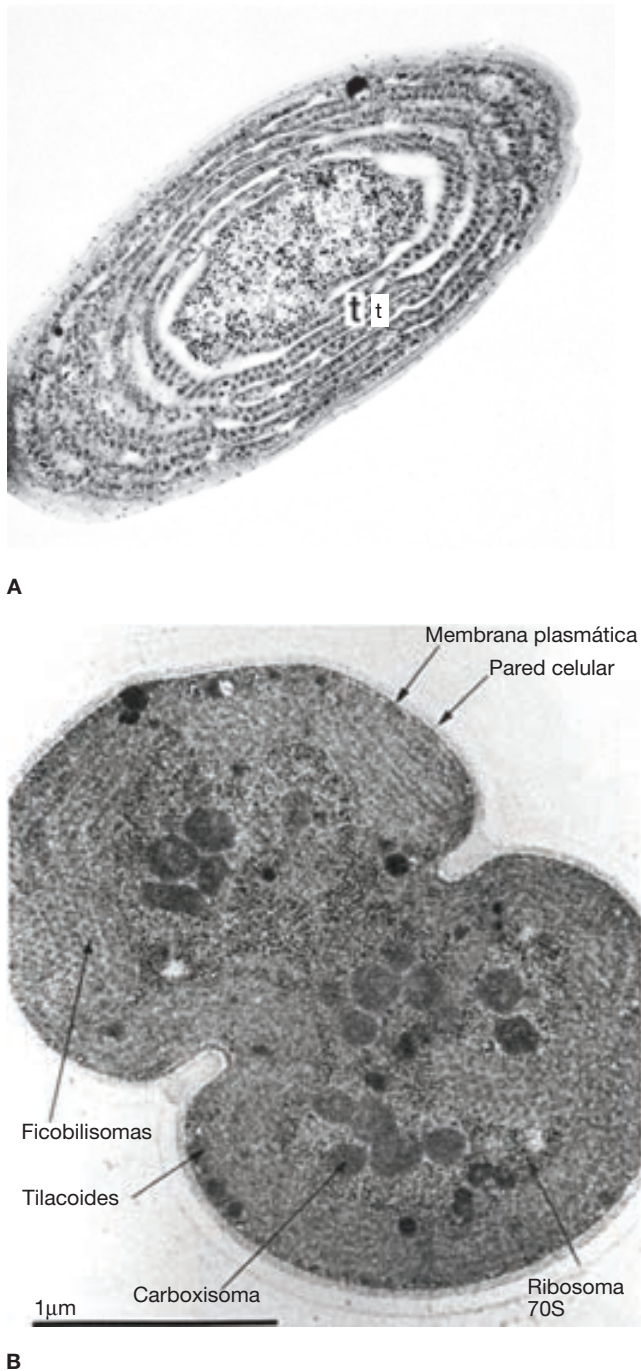 t t
A
Membrana plasmática
Pared celular
Ficobilisomas
Tilacoides
Carboxisoma
Ribosoma
70S
1µm
B